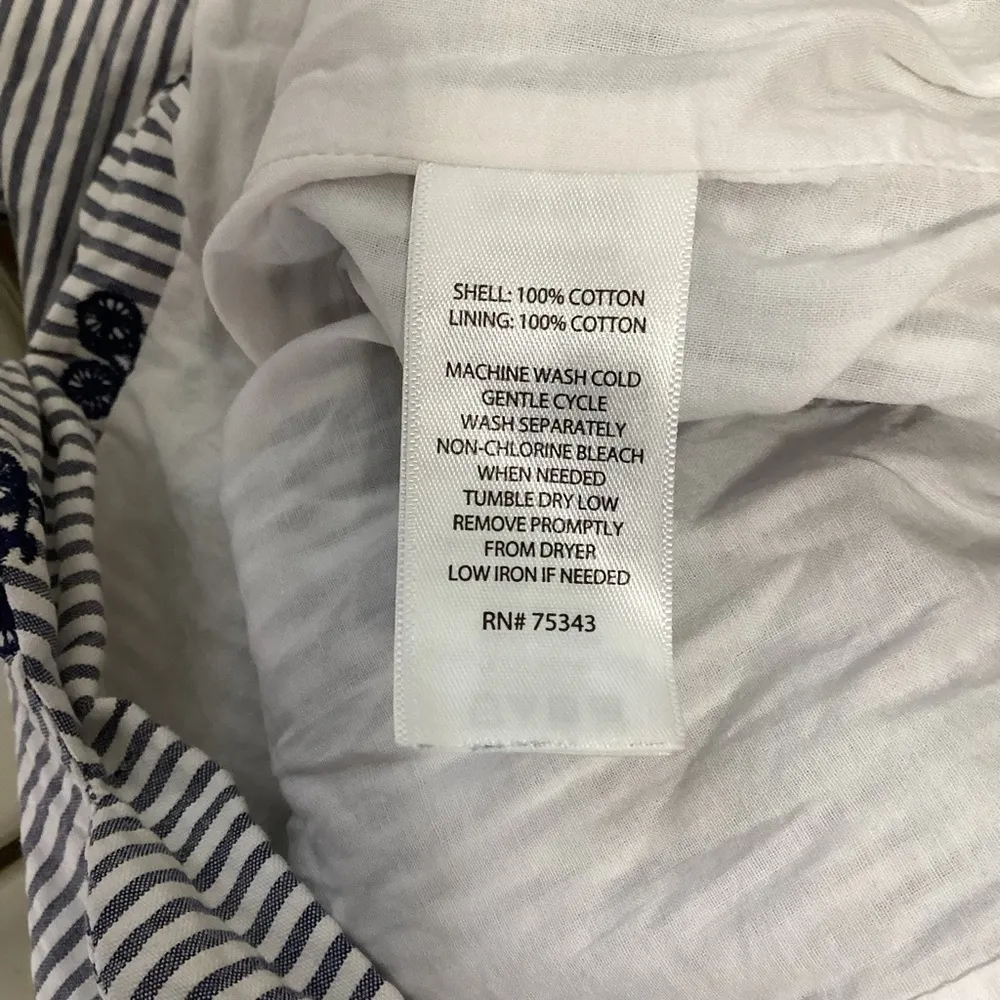 SHELL: 100% COTTON
LINING: 100% COTTON
MACHINE WASH COLD
GENTLE CYCLE
WASH SEPARATELY
NON-CHLORINE BLEACH
WHEN NEEDED
TUMBLE DRY LOW
REMOVE PROMPTLY
FROM DRYER
LOW IRON IF NEEDED
RN# 75343